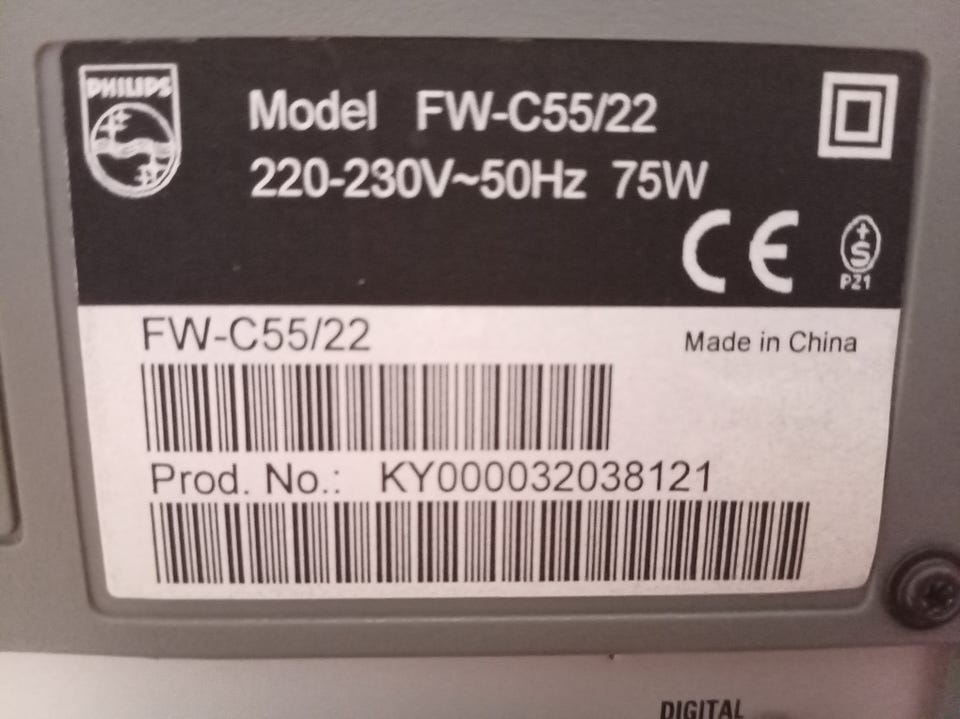 PHILIPS
Model FW-C55/22
220-230V~50Hz 75W
CE
+
S
PZ1
FW-C55/22
Made in China
Prod. No.: KY000032038121
DIGITAL